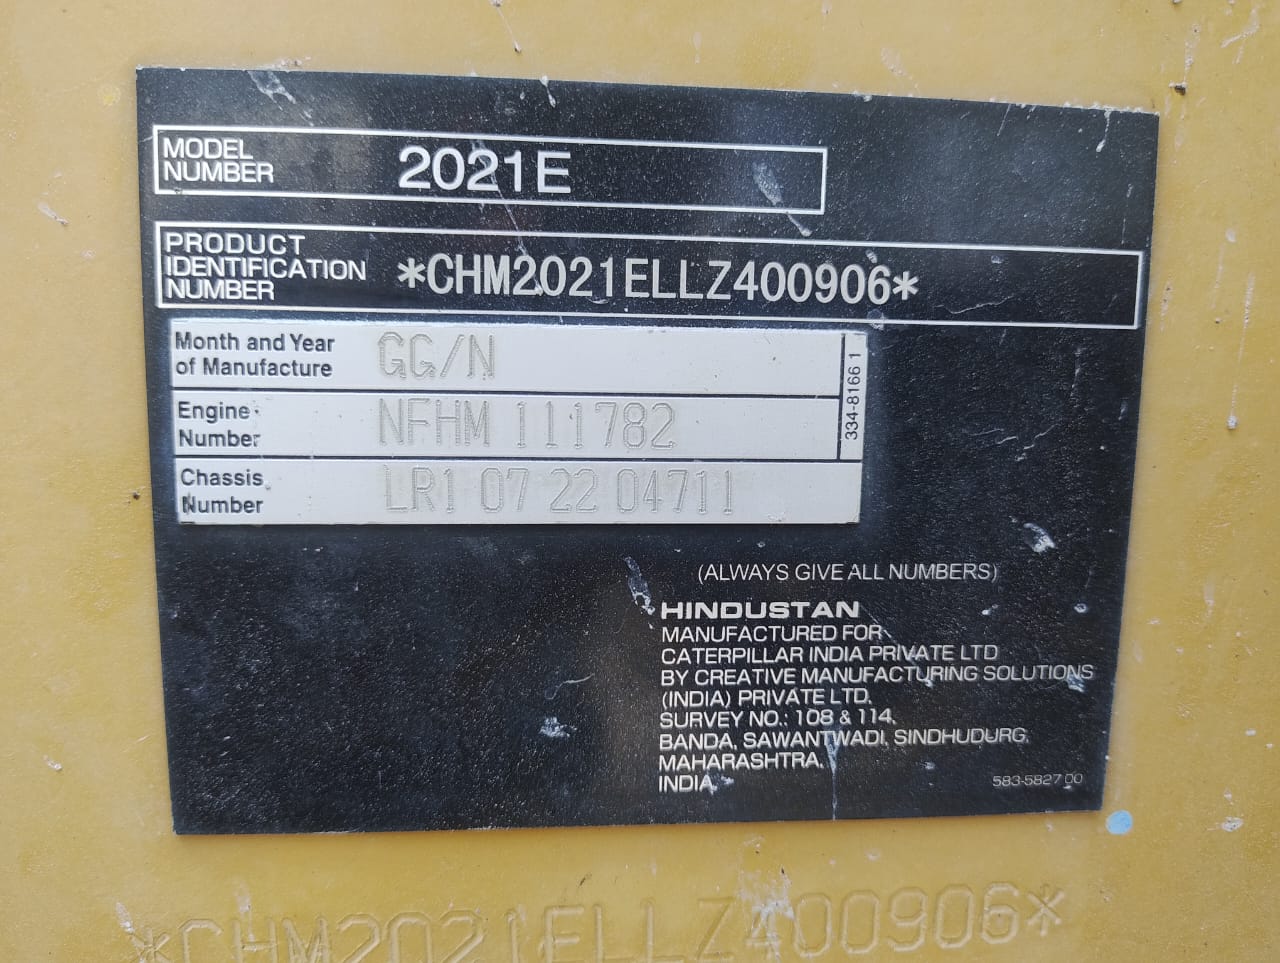 MODEL
NUMBER
2021E
PRODUCT
IDENTIFICATION
NUMBER
*CHM2021ELLZ400906*
Month and Year
of Manufacture
GG/N
Engine
Number
NFHM 111782
Chassis
Number
LR1 07 22 04711
334-8166 1
(ALWAYS GIVE ALL NUMBERS)
HINDUSTAN
MANUFACTURED FOR
CATERPILLAR INDIA PRIVATE LTD
BY CREATIVE MANUFACTURING SOLUTIONS
(INDIA) PRIVATE LTD.
SURVEY NO.: 108 & 114,
BANDA, SAWANTWADI, SINDHUDURG,
MAHARASHTRA,
INDIA
583-5827 00
*CHM2021ELLZ400906*